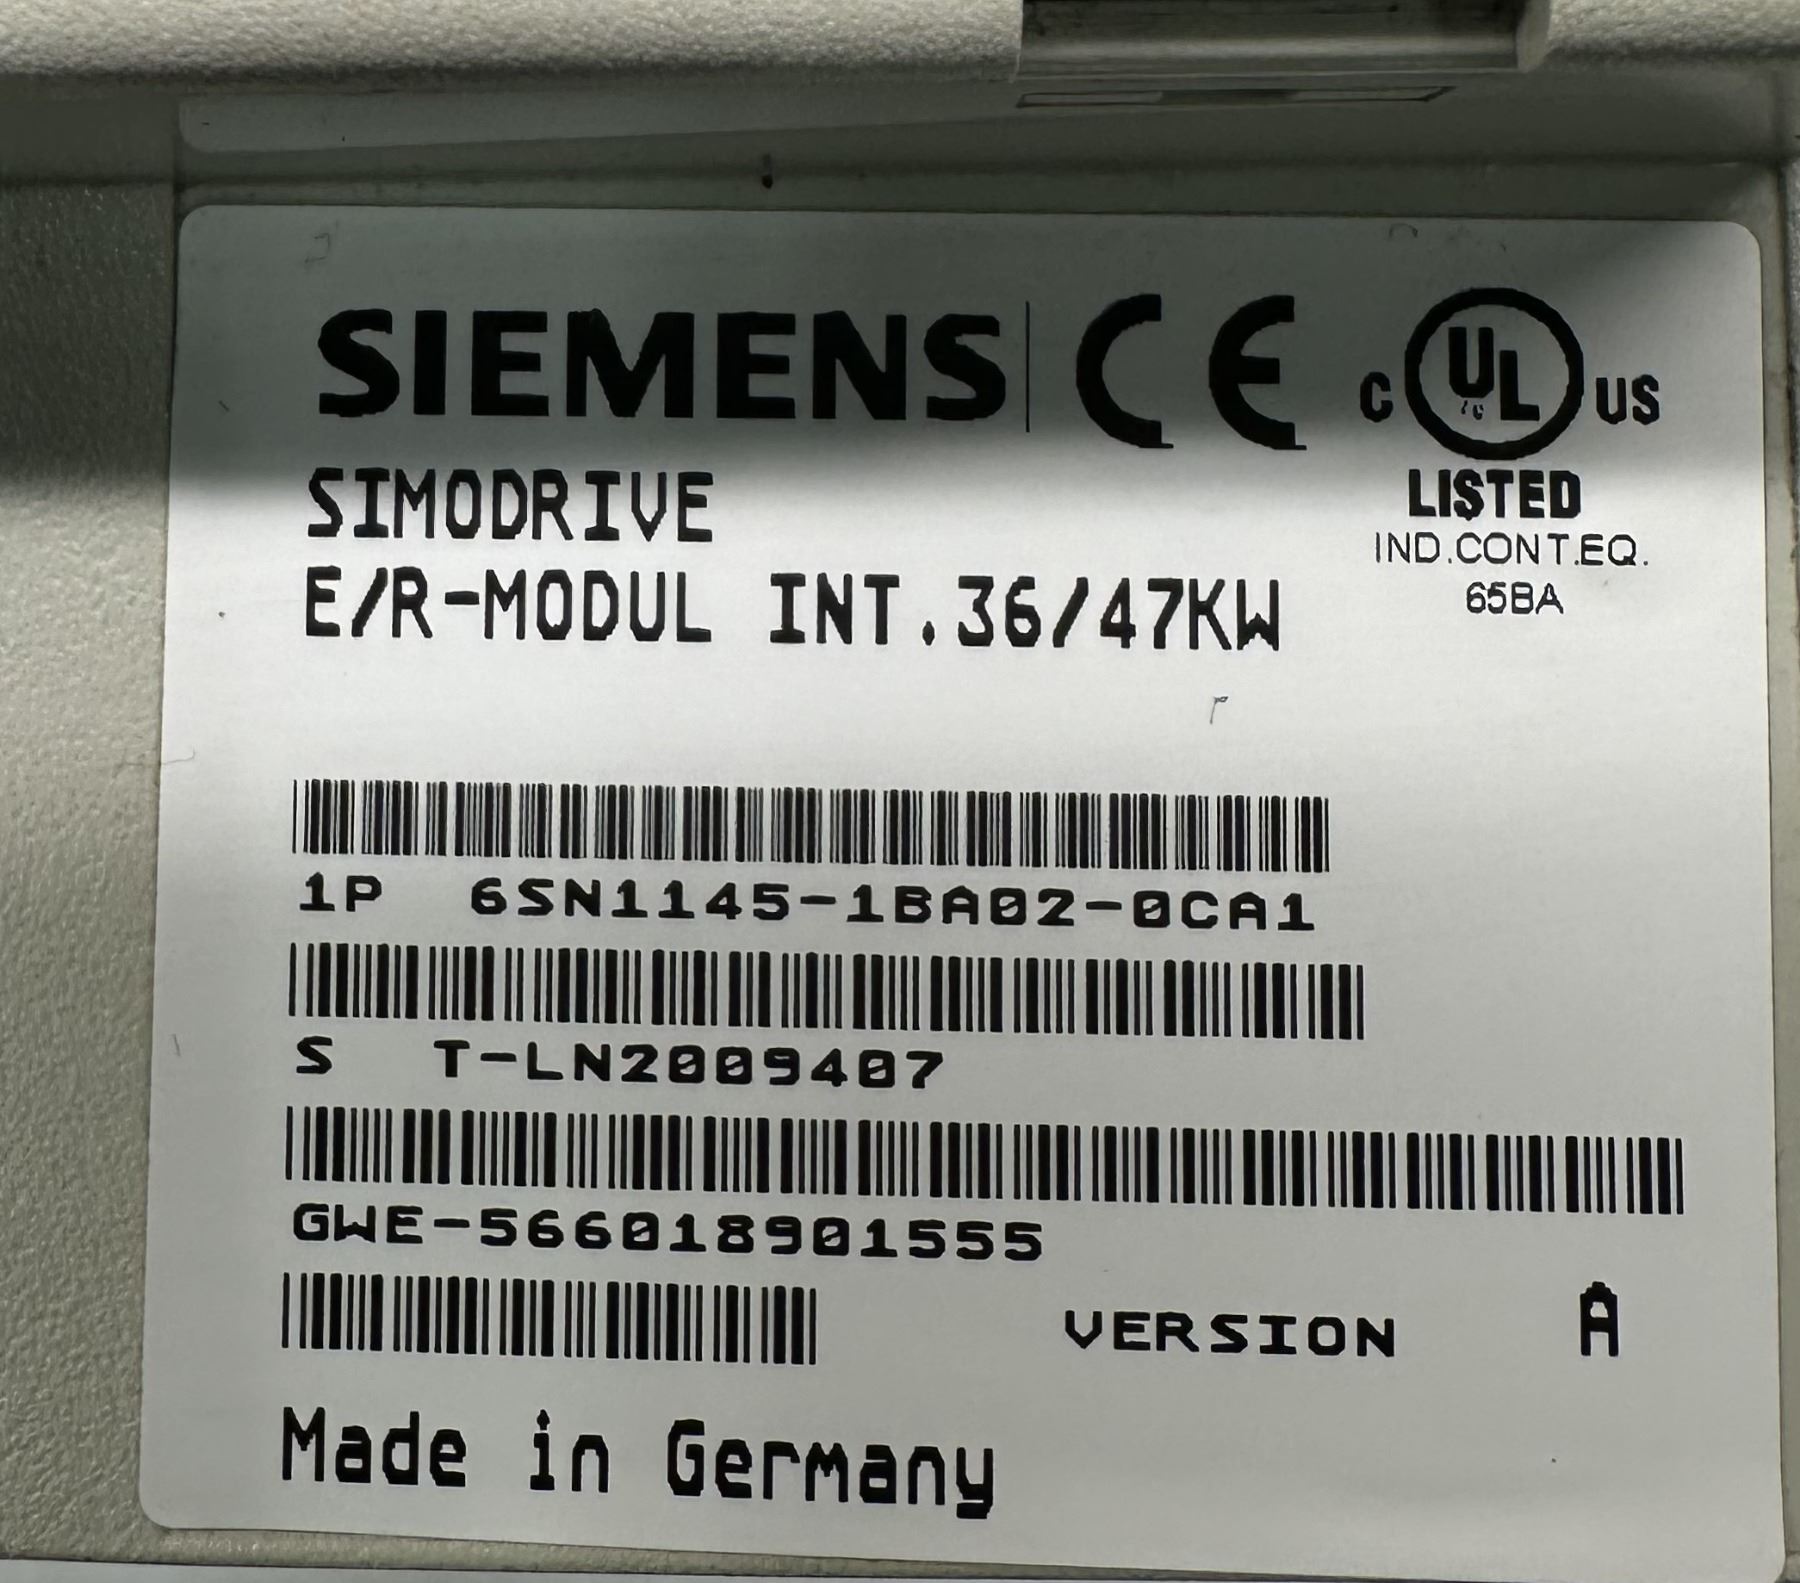 SIEMENS CE c UL US
LISTED
SIMODRIVE
IND.CONT.EQ.
E/R-MODUL INT.36/47KW
65BA
1P 6SN1145-1BA02-0CA1
S T-LN2009407
GWE-566018901555
VERSION A
Made in Germany